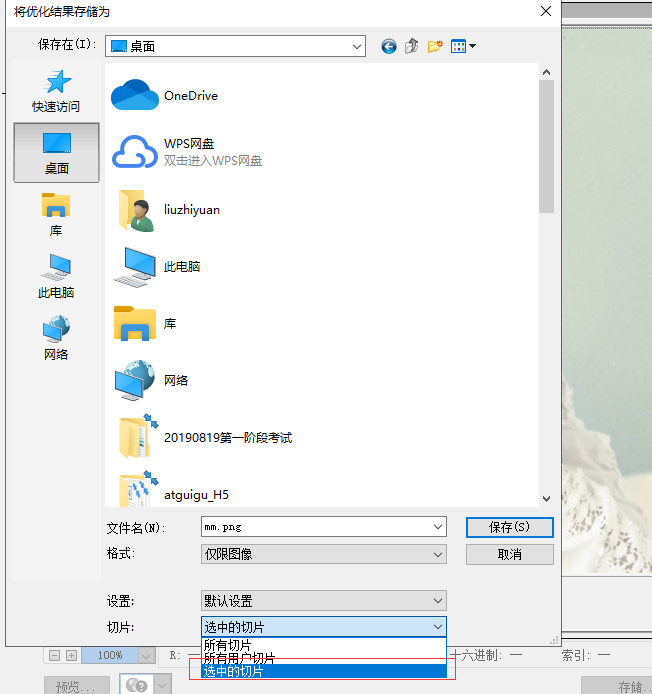 将优化结果存储为
保存在(I):
桌面
快速访问
桌面
库
此电脑
网络
OneDrive
WPS网盘
双击进入WPS网盘
liuzhiyuan
此电脑
库
网络
20190819第一阶段考试
atguigu_H5
文件名(N):
mm.png
保存(S)
格式:
仅限图像
取消
设置:
默认设置
切片:
选中的切片
所有切片
所有用户切片
选中的切片
100%
R: —
十六进制: —
索引: —
预览...
存储...